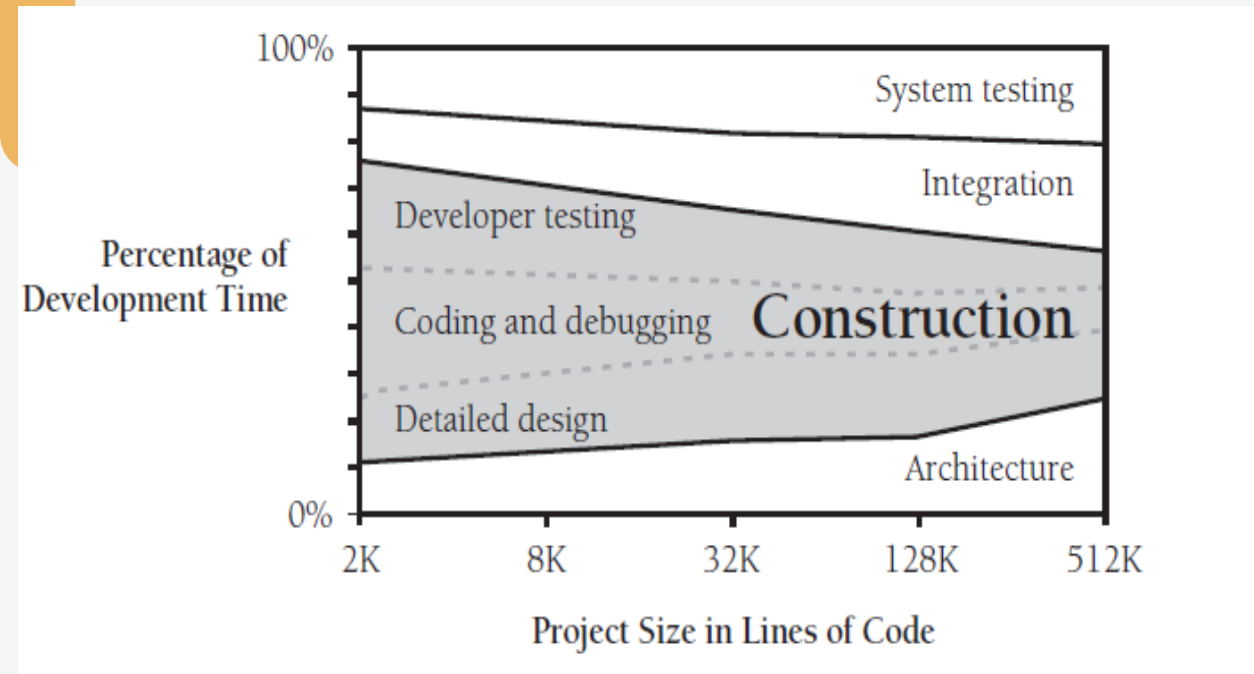 100%
System testing
Integration
Developer testing
Percentage of
Development Time
Coding and debugging
Construction
Detailed design
Architecture
0%
2K 8K 32K 128K 512K
Project Size in Lines of Code